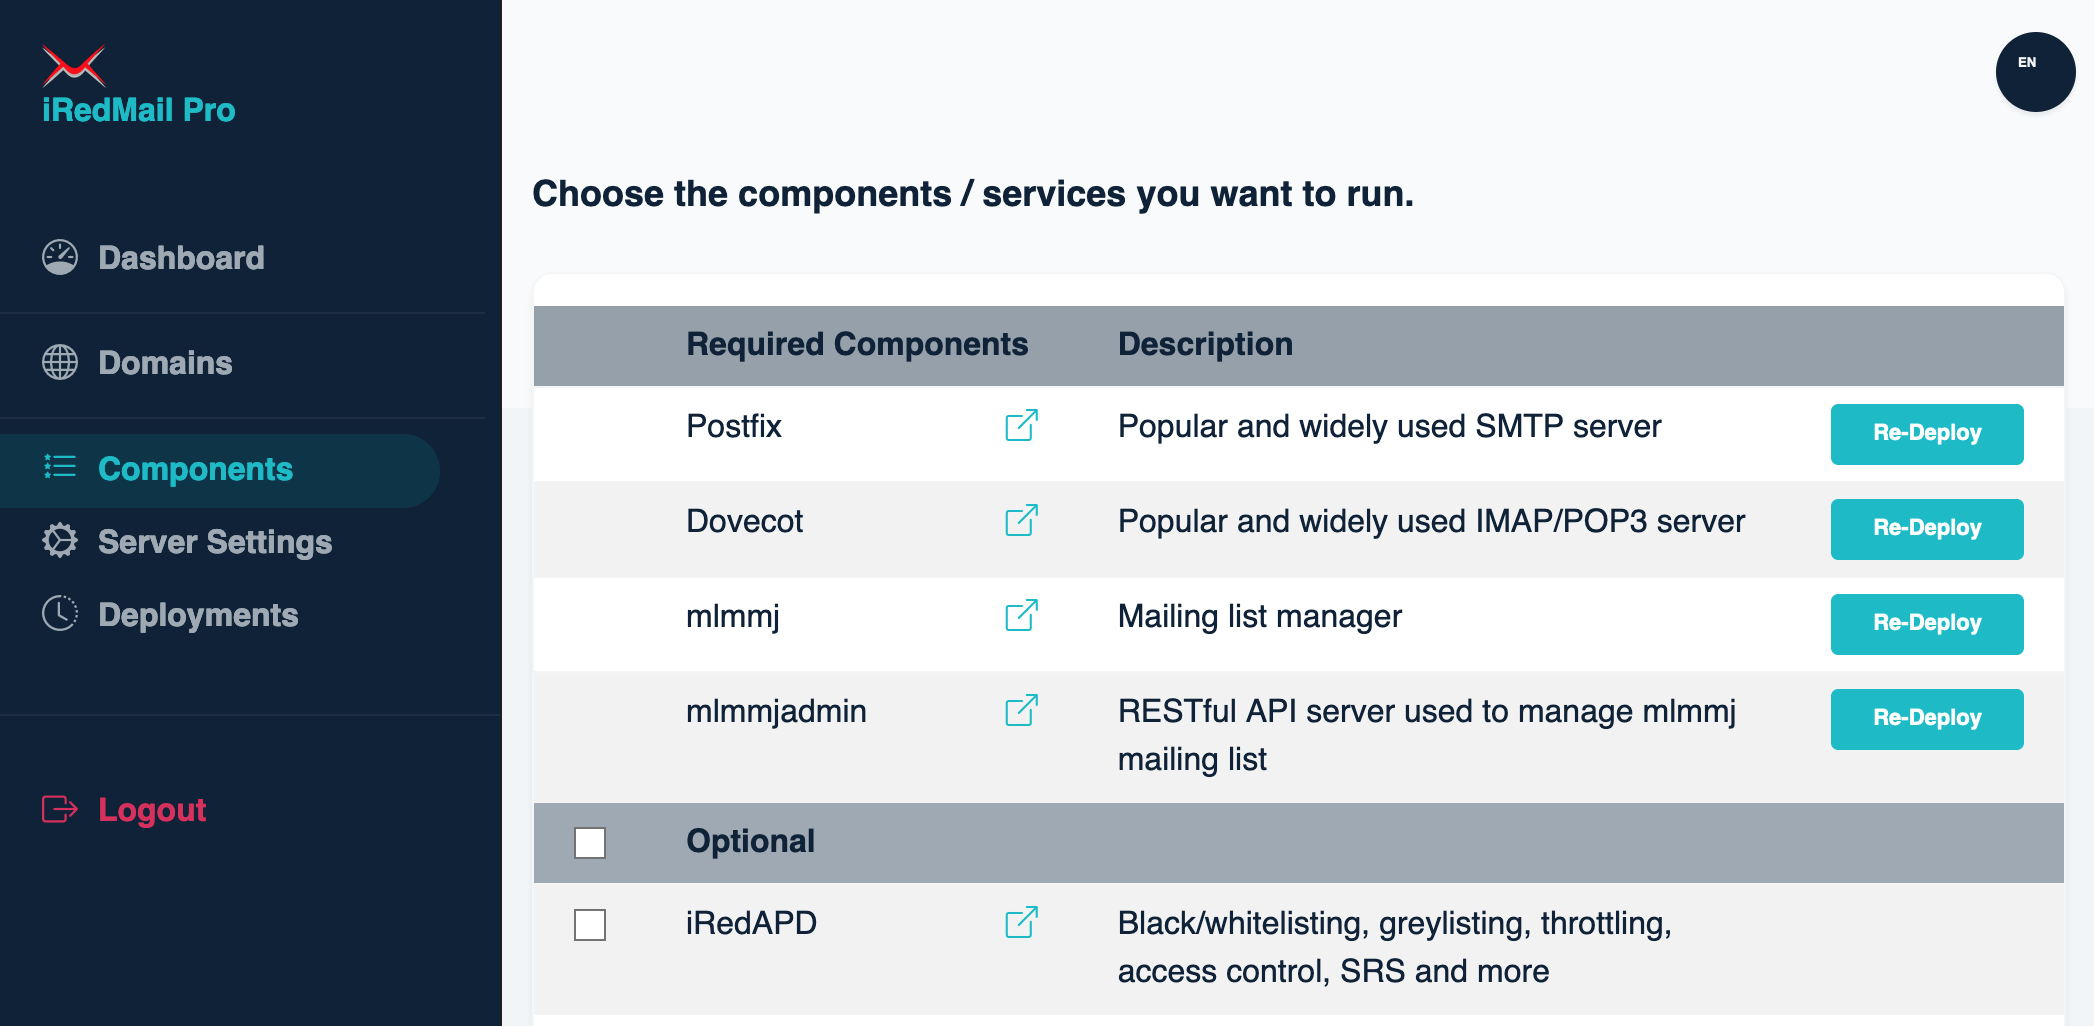 iRedMail Pro
EN
Dashboard
Domains
Components
Server Settings
Deployments
Logout
Choose the components / services you want to run.
Required Components Description
Postfix Popular and widely used SMTP server Re-Deploy
Dovecot Popular and widely used IMAP/POP3 server Re-Deploy
mlmmj Mailing list manager Re-Deploy
mlmmjadmin RESTful API server used to manage mlmmj Re-Deploy
mailing list
Optional
iRedAPD Black/whitelisting, greylisting, throttling,
access control, SRS and more